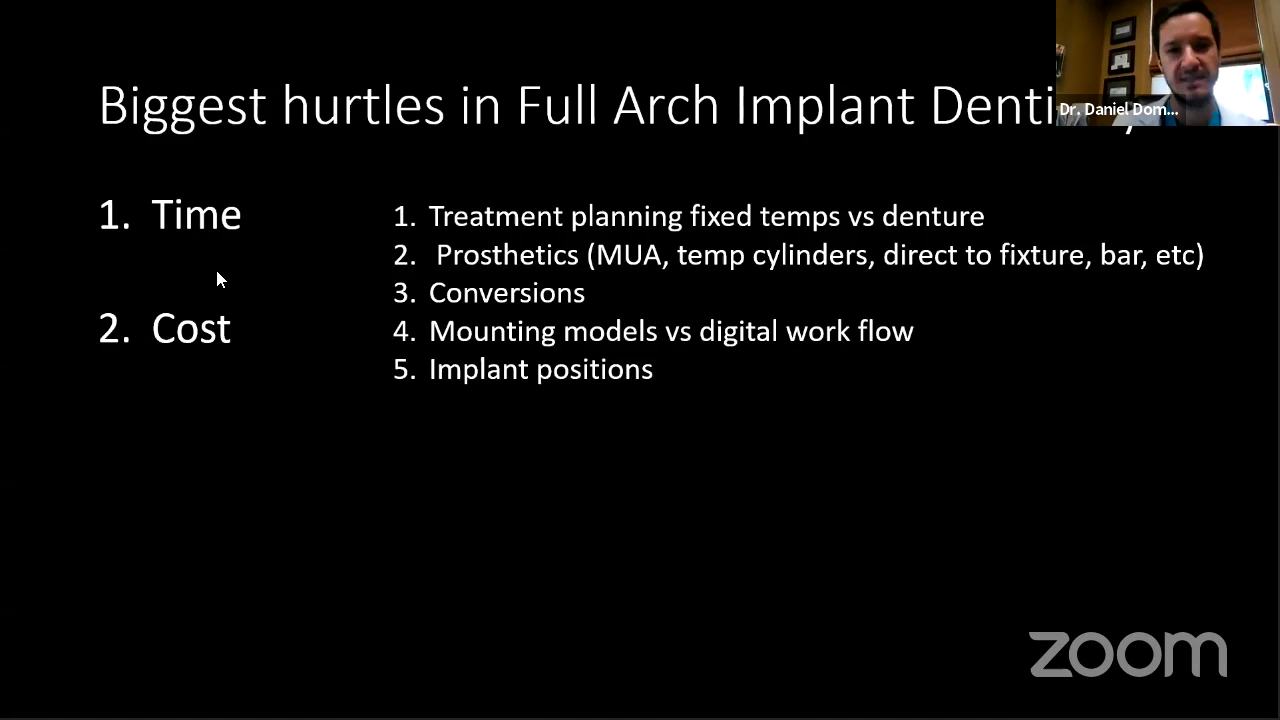 Biggest hurtles in Full Arch Implant
Dr. Daniel Dom...
1. Time
2. Cost
1. Treatment planning fixed temps vs denture
2. Prosthetics (MUA, temp cylinders, direct to fixture, bar, etc)
3. Conversions
4. Mounting models vs digital work flow
5. Implant positions
zoom